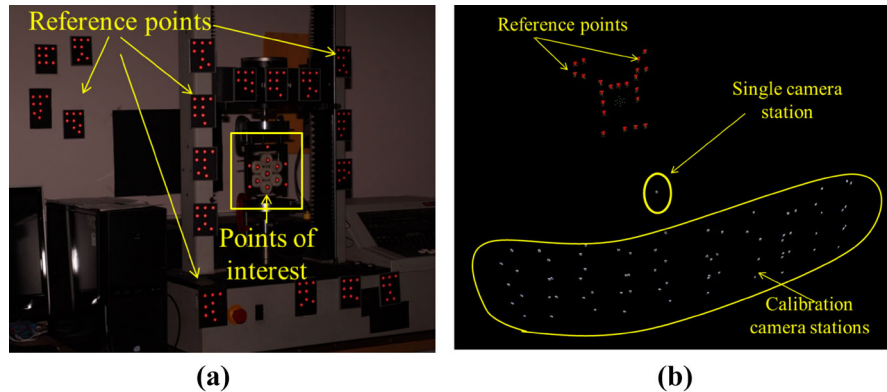 Reference points
Points of
interest
(a)
Reference points
Single camera
station
Calibration
camera stations
(b)